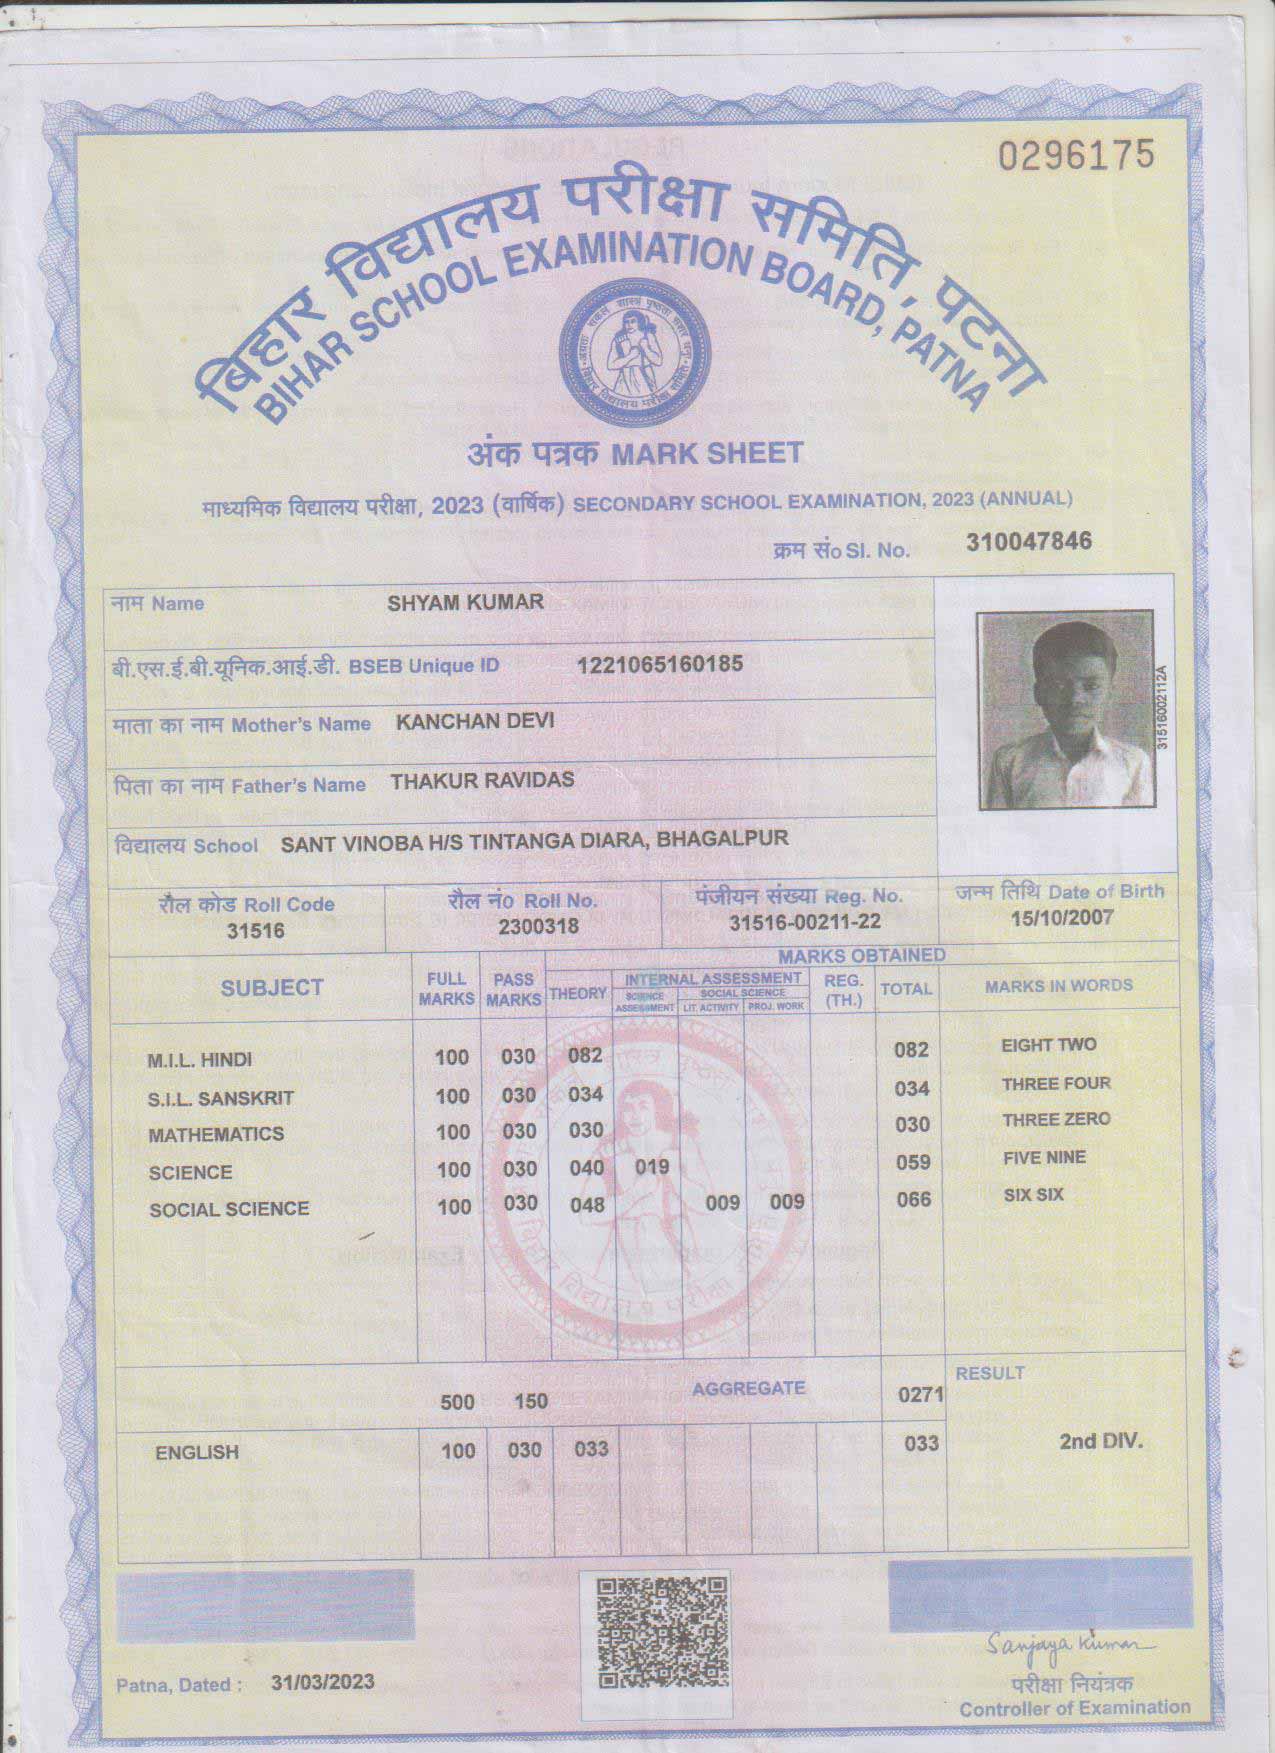 0296175
बिहार विद्यालय परीक्षा समिति, पटना
BIHAR SCHOOL EXAMINATION BOARD, PATNA
अंक पत्रक MARK SHEET
माध्यमिक विद्यालय परीक्षा, 2023 (वार्षिक) SECONDARY SCHOOL EXAMINATION, 2023 (ANNUAL)
क्रम सं० Sl. No. 310047846
नाम Name SHYAM KUMAR
बी.एस.ई.बी.यूनिक.आई.डी. BSEB Unique ID 1221065160185
माता का नाम Mother's Name KANCHAN DEVI
पिता का नाम Father's Name THAKUR RAVIDAS
विद्यालय School SANT VINOBA H/S TINTANGA DIARA, BHAGALPUR
31516002112A
रौल कोड Roll Code रौल नं० Roll No. पंजीयन संख्या Reg. No. जन्म तिथि Date of Birth
31516 2300318 31516-00211-22 15/10/2007
MARKS OBTAINED
SUBJECT FULL MARKS PASS MARKS THEORY INTERNAL ASSESSMENT REG. (TH.) TOTAL MARKS IN WORDS
SCIENCE ASSESSMENT SOCIAL SCIENCE
LIT. ACTIVITY PROJ. WORK
M.I.L. HINDI 100 030 082 082 EIGHT TWO
S.I.L. SANSKRIT 100 030 034 034 THREE FOUR
MATHEMATICS 100 030 030 030 THREE ZERO
SCIENCE 100 030 040 019 059 FIVE NINE
SOCIAL SCIENCE 100 030 048 009 009 066 SIX SIX
500 150 AGGREGATE 0271 RESULT
ENGLISH 100 030 033 033 2nd DIV.
Sanjaya Kumar
Patna, Dated : 31/03/2023
परीक्षा नियंत्रक
Controller of Examination